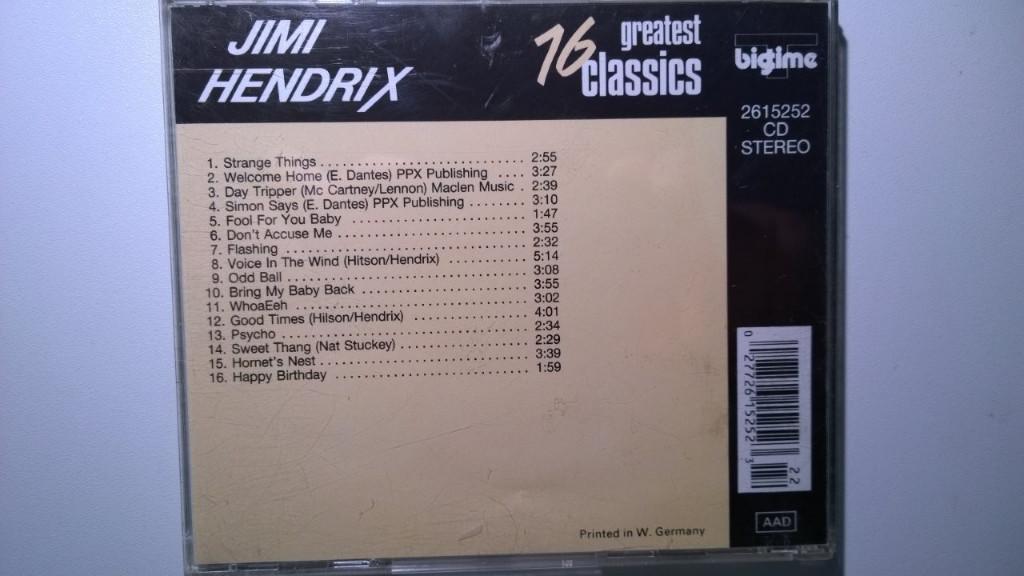 JIMI
HENDRIX
16 greatest
classics
bigtime
2615252
CD
STEREO
1. Strange Things . . . . . . . . . . . . . . . . . . . . . . . . . . . . 2:55
2. Welcome Home (E. Dantes) PPX Publishing . . . . 3:27
3. Day Tripper (Mc Cartney/Lennon) Maclen Music . 2:39
4. Simon Says (E. Dantes) PPX Publishing . . . . . . . . 3:10
5. Fool For You Baby . . . . . . . . . . . . . . . . . . . . . . . . 1:47
6. Don't Accuse Me . . . . . . . . . . . . . . . . . . . . . . . . . 3:55
7. Flashing . . . . . . . . . . . . . . . . . . . . . . . . . . . . . . . . 2:32
8. Voice In The Wind (Hitson/Hendrix) . . . . . . . . . . . 5:14
9. Odd Ball . . . . . . . . . . . . . . . . . . . . . . . . . . . . . . . . 3:08
10. Bring My Baby Back . . . . . . . . . . . . . . . . . . . . . . 3:55
11. WhoaEeh . . . . . . . . . . . . . . . . . . . . . . . . . . . . . . 3:02
12. Good Times (Hilson/Hendrix) . . . . . . . . . . . . . . . 4:01
13. Psycho . . . . . . . . . . . . . . . . . . . . . . . . . . . . . . . . 2:34
14. Sweet Thang (Nat Stuckey) . . . . . . . . . . . . . . . . . 2:29
15. Hornet's Nest . . . . . . . . . . . . . . . . . . . . . . . . . . . 3:39
16. Happy Birthday . . . . . . . . . . . . . . . . . . . . . . . . . 1:59
0 27726 15252 3
22
AAD
Printed in W. Germany